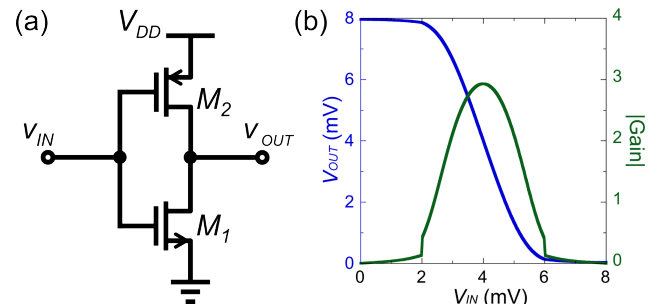 (a)
V_DD
M_2
v_IN
v_OUT
M_1
(b)
8
6
4
2
0
V_OUT (mV)
4
3
2
1
0
|Gain|
0 2 4 6 8
V_IN (mV)